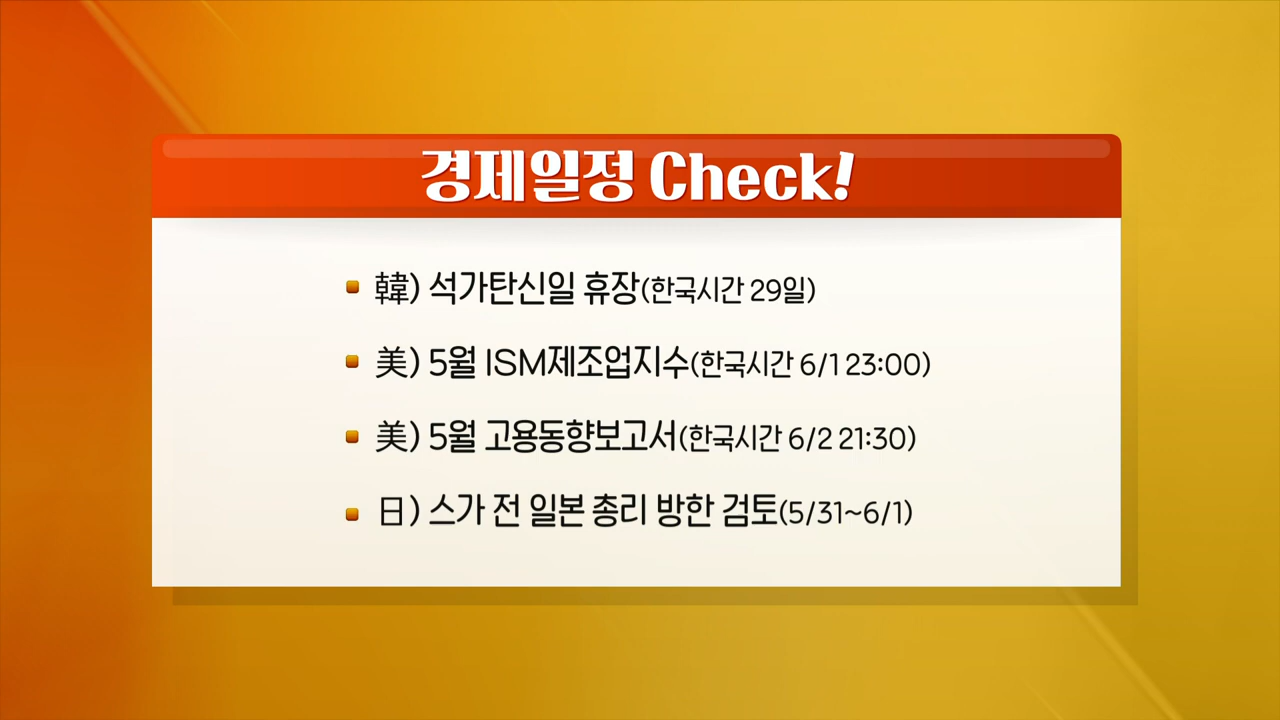 경제일정 Check!
韓) 석가탄신일 휴장(한국시간 29일)
美) 5월 ISM제조업지수(한국시간 6/1 23:00)
美) 5월 고용동향보고서(한국시간 6/2 21:30)
日) 스가 전 일본 총리 방한 검토(5/31~6/1)